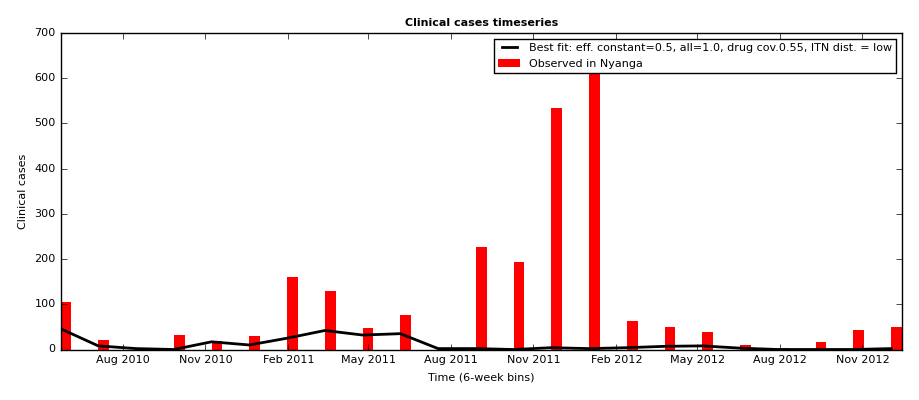 Clinical cases timeseries
700
600
500
400
300
200
100
0
Clinical cases
Best fit: eff. constant=0.5, all=1.0, drug cov.0.55, ITN dist. = low
Observed in Nyanga
Aug 2010 Nov 2010 Feb 2011 May 2011 Aug 2011 Nov 2011 Feb 2012 May 2012 Aug 2012 Nov 2012
Time (6-week bins)